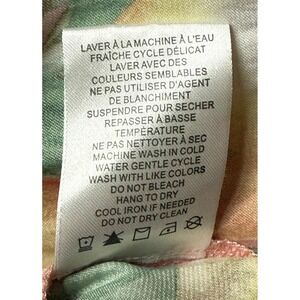 LAVER À LA MACHINE À L'EAU
FRAÎCHE CYCLE DÉLICAT
LAVER AVEC DES
COULEURS SEMBLABLES
NE PAS UTILISER D'AGENT
DE BLANCHIMENT
SUSPENDRE POUR SECHER
REPASSER À BASSE
TEMPÉRATURE
NE PAS NETTOYER À SEC
MACHINE WASH IN COLD
WATER GENTLE CYCLE
WASH WITH LIKE COLORS
DO NOT BLEACH
HANG TO DRY
COOL IRON IF NEEDED
DO NOT DRY CLEAN